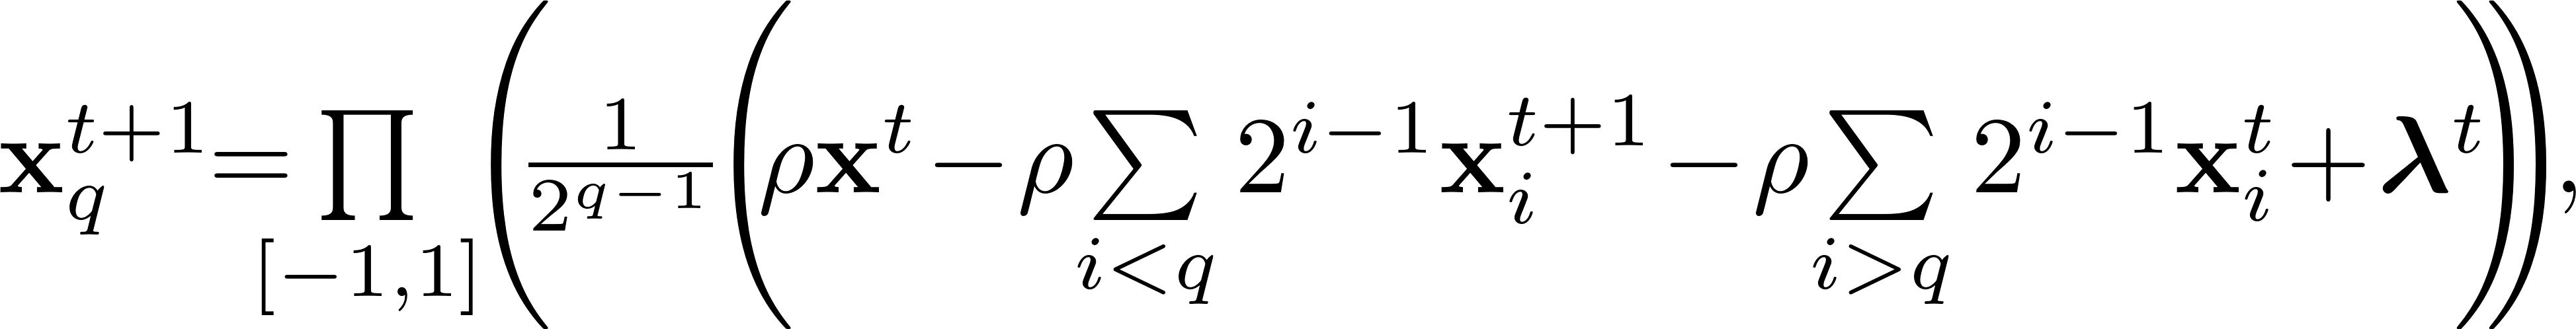 \mathbf{x}_q^{t+1} = \prod_{[-1,1]} \left( \frac{1}{2^{q-1}} \left( \rho \mathbf{x}^t - \rho \sum_{i<q} 2^{i-1} \mathbf{x}_i^{t+1} - \rho \sum_{i>q} 2^{i-1} \mathbf{x}_i^t + \boldsymbol{\lambda}^t \right) \right),